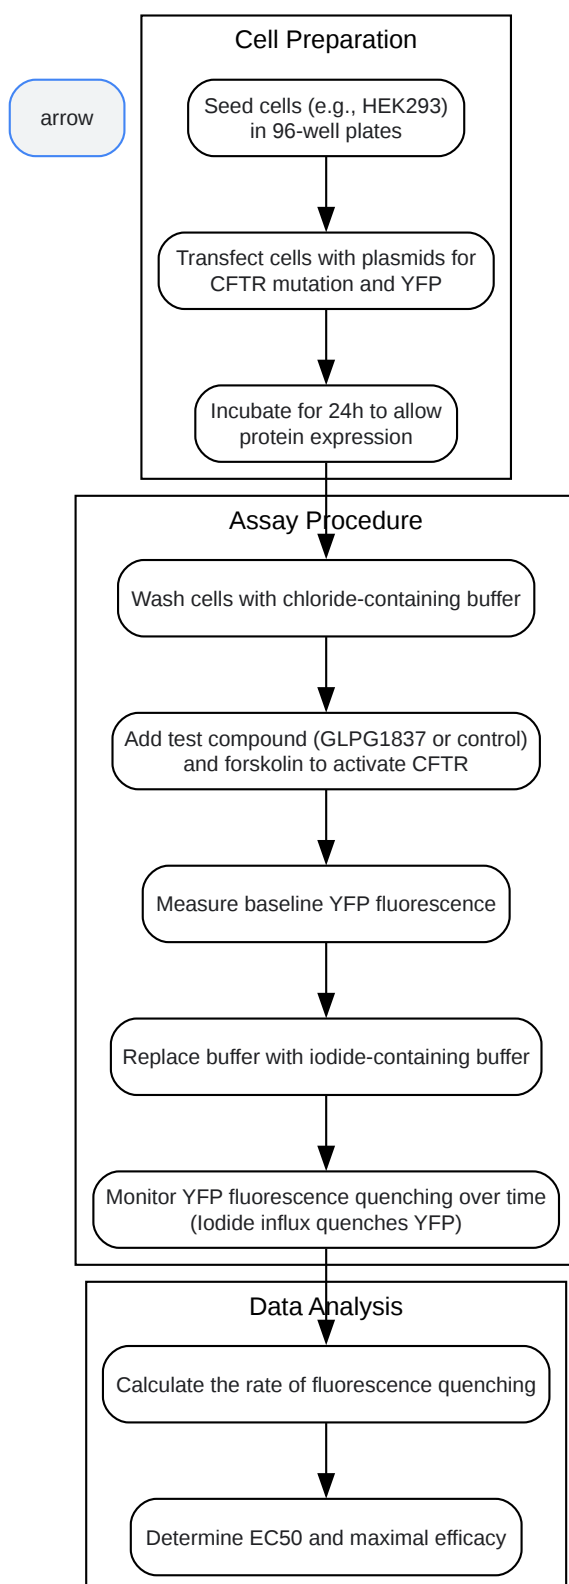 Cell Preparation
arrow
Seed cells (e.g., HEK293)
in 96-well plates
Transfect cells with plasmids for
CFTR mutation and YFP
Incubate for 24h to allow
protein expression
Assay Procedure
Wash cells with chloride-containing buffer
Add test compound (GLPG1837 or control)
and forskolin to activate CFTR
Measure baseline YFP fluorescence
Replace buffer with iodide-containing buffer
Monitor YFP fluorescence quenching over time
(Iodide influx quenches YFP)
Data Analysis
Calculate the rate of fluorescence quenching
Determine EC50 and maximal efficacy